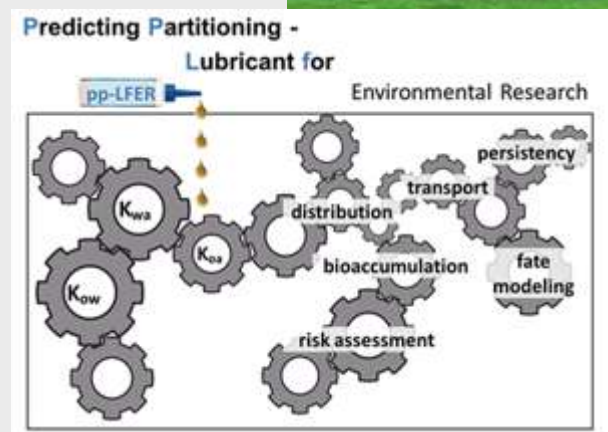 Predicting Partitioning -
Lubricant for
pp-LFER
Environmental Research
persistency
transport
distribution
Kwa
Koa
bioaccumulation
fate
modeling
Kow
risk assessment